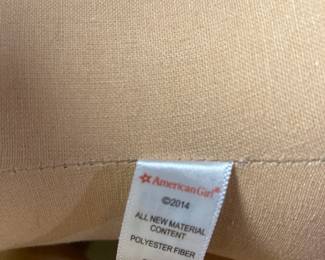 American Girl®
©2014
ALL NEW MATERIAL
CONTENT
POLYESTER FIBER